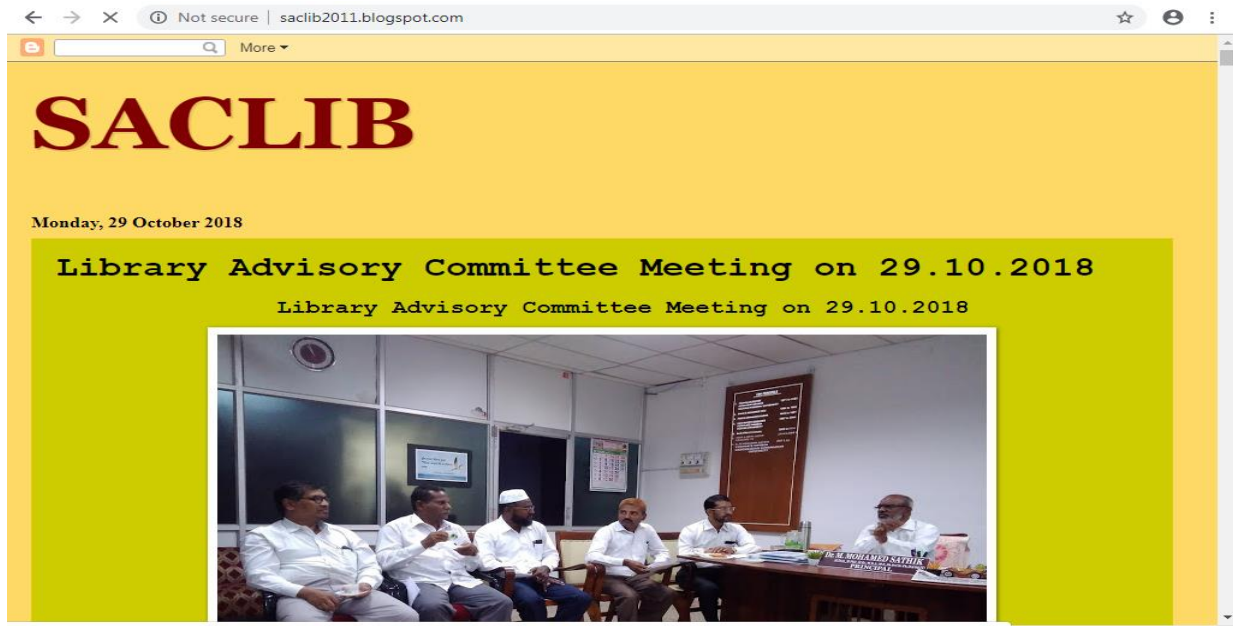 Not secure | saclib2011.blogspot.com
More
SACLIB
Monday, 29 October 2018
Library Advisory Committee Meeting on 29.10.2018
Library Advisory Committee Meeting on 29.10.2018
Dr. M. MOHAMED SATHIK
PRINCIPAL